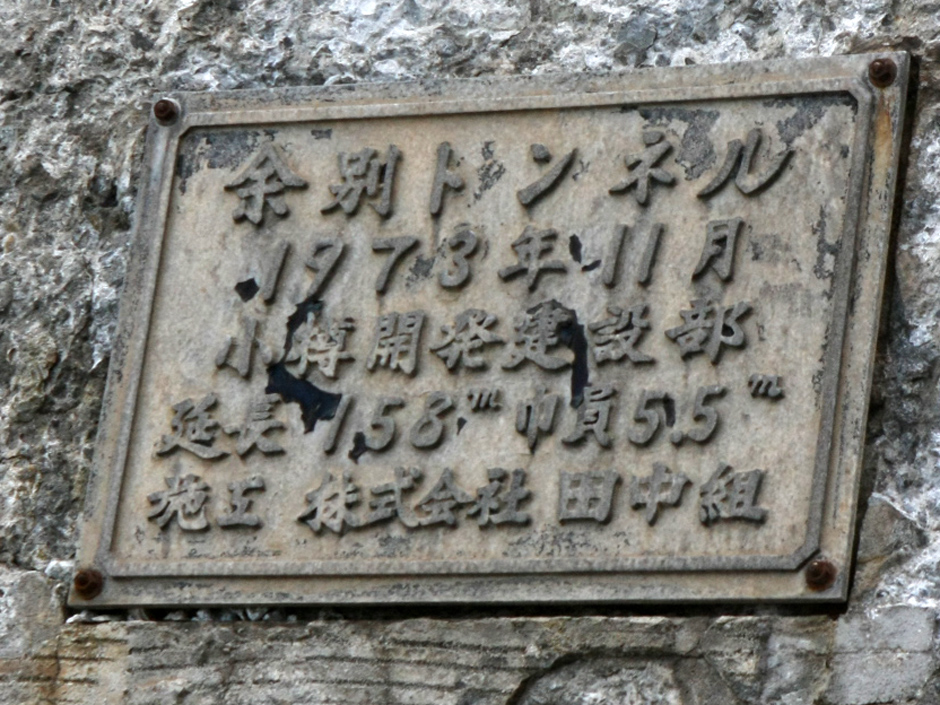 余別トンネル
1973年11月
小樽開発建設部
延長158m 巾員5.5m
施工 株式会社 田中組